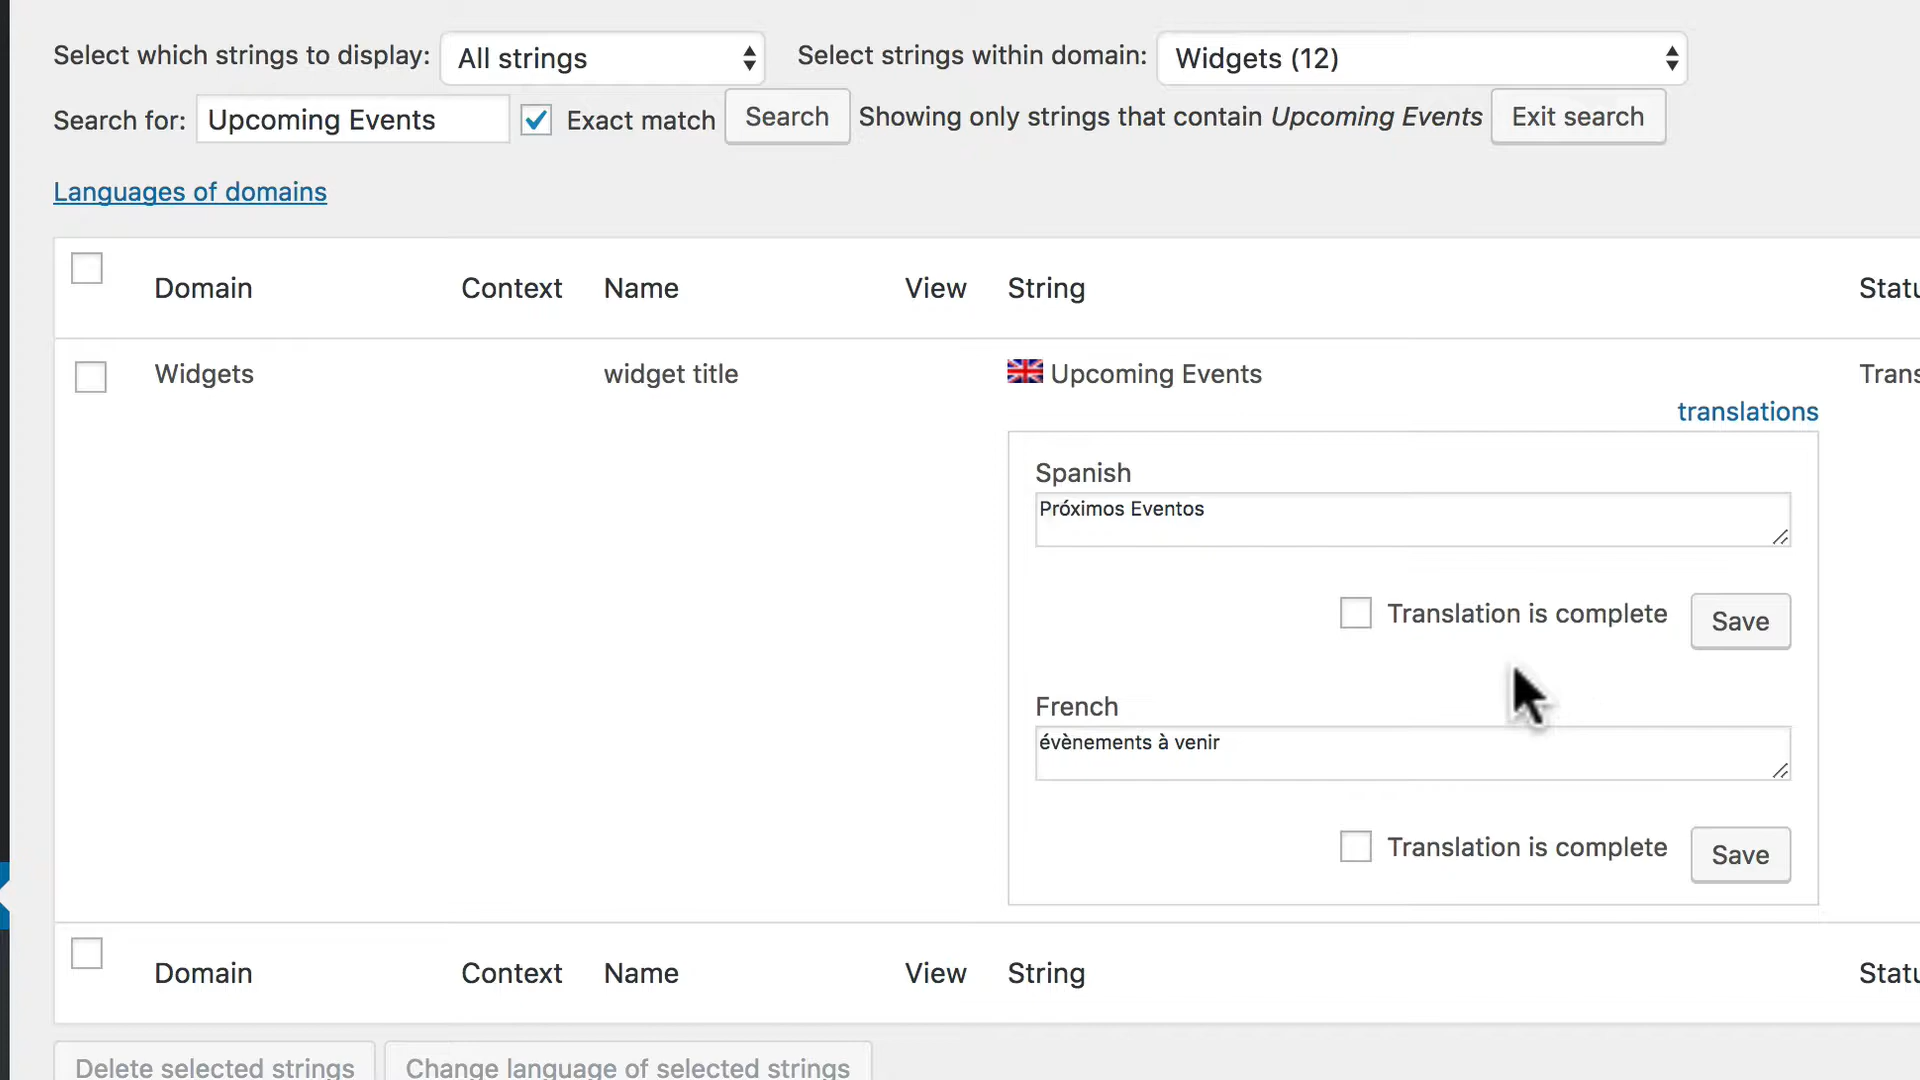 Select which strings to display: All strings Select strings within domain: Widgets (12)
Search for: Upcoming Events Exact match Search Showing only strings that contain Upcoming Events Exit search
Languages of domains
Domain Context Name View String Statu
Widgets widget title Upcoming Events Trans
translations
Spanish
Próximos Eventos
Translation is complete Save
French
évènements à venir
Translation is complete Save
Domain Context Name View String Statu
Delete selected strings Change language of selected strings